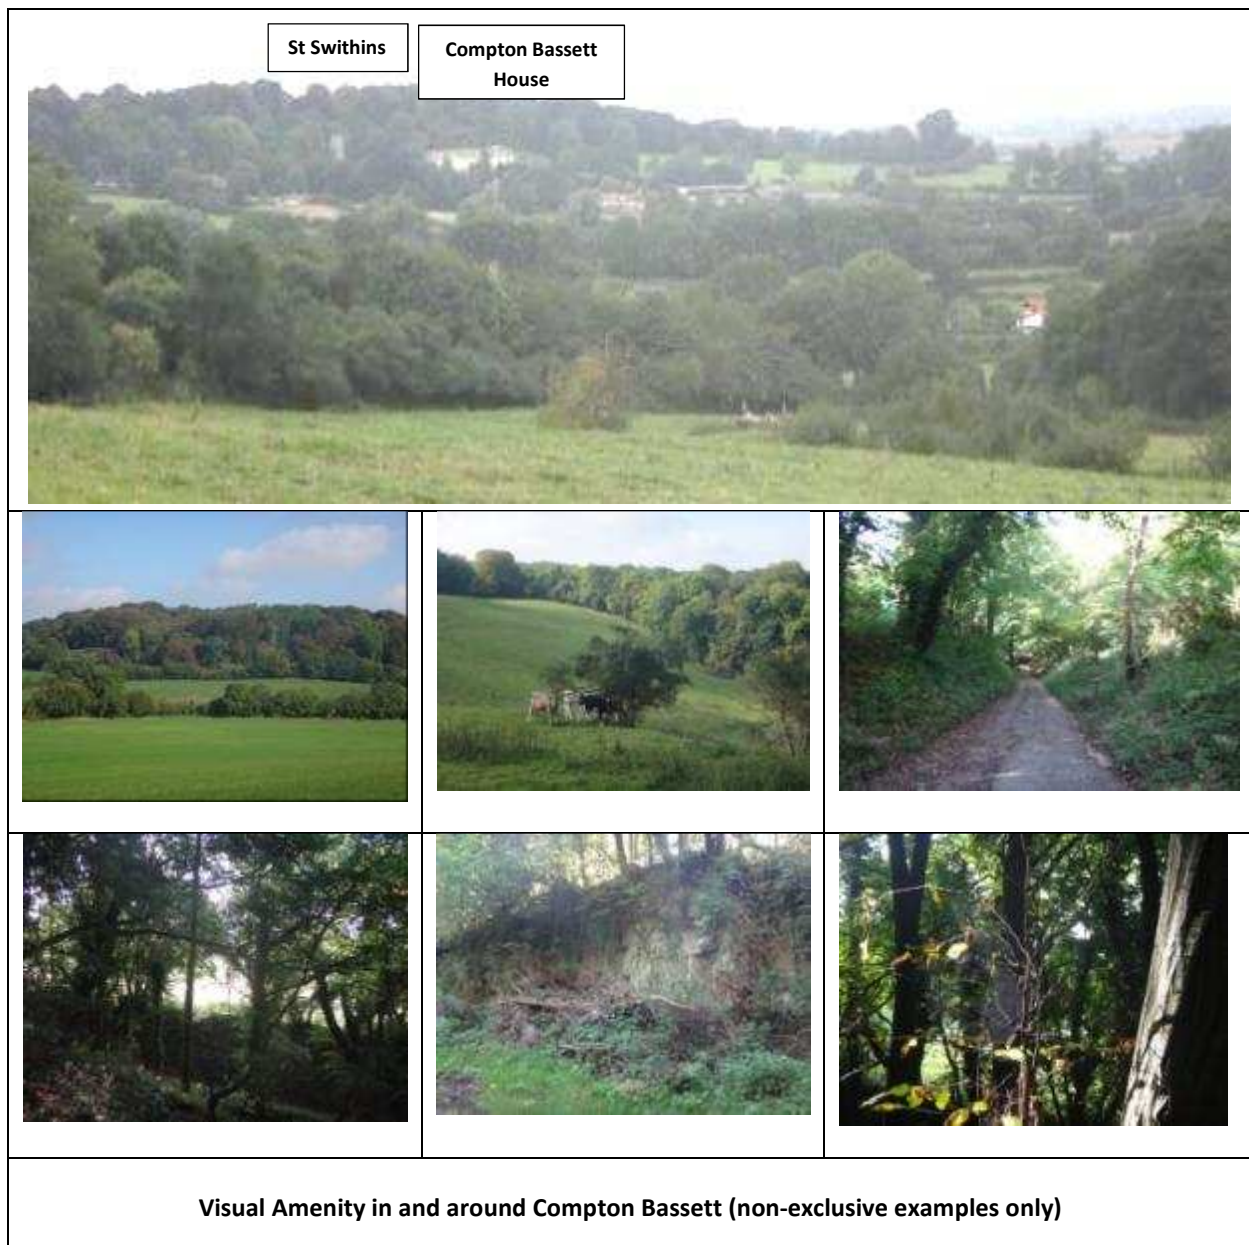 St Swithins
Compton Bassett
House
Visual Amenity in and around Compton Bassett (non-exclusive examples only)